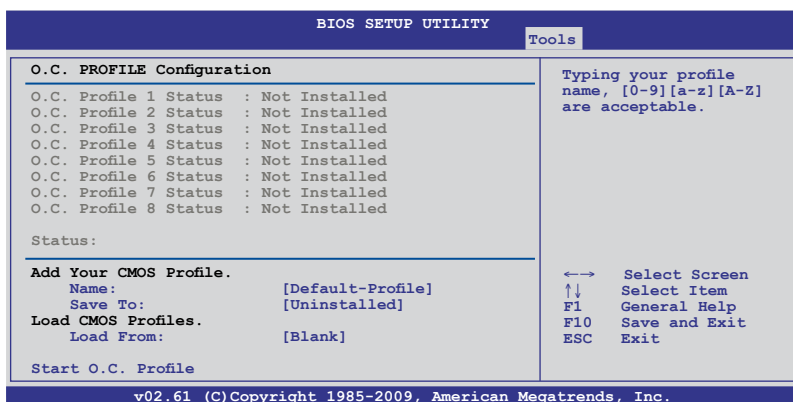 BIOS SETUP UTILITY
Tools
O.C. PROFILE Configuration
O.C. Profile 1 Status : Not Installed
O.C. Profile 2 Status : Not Installed
O.C. Profile 3 Status : Not Installed
O.C. Profile 4 Status : Not Installed
O.C. Profile 5 Status : Not Installed
O.C. Profile 6 Status : Not Installed
O.C. Profile 7 Status : Not Installed
O.C. Profile 8 Status : Not Installed
Status:
Add Your CMOS Profile.
Name: [Default-Profile]
Save To: [Uninstalled]
Load CMOS Profiles.
Load From: [Blank]
Start O.C. Profile
Typing your profile
name, [0-9][a-z][A-Z]
are acceptable.
←→ Select Screen
↑↓ Select Item
F1 General Help
F10 Save and Exit
ESC Exit
v02.61 (C)Copyright 1985-2009, American Megatrends, Inc.